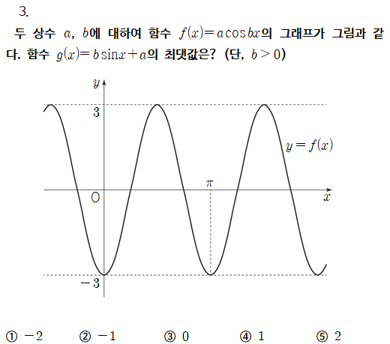 3.
두 상수 a, b에 대하여 함수 f(x)=acosbx의 그래프가 그림과 같
다. 함수 g(x)=bsinx+a의 최댓값은? (단, b>0)
y
3
y=f(x)
π
O
x
-3
① -2 ② -1 ③ 0 ④ 1 ⑤ 2